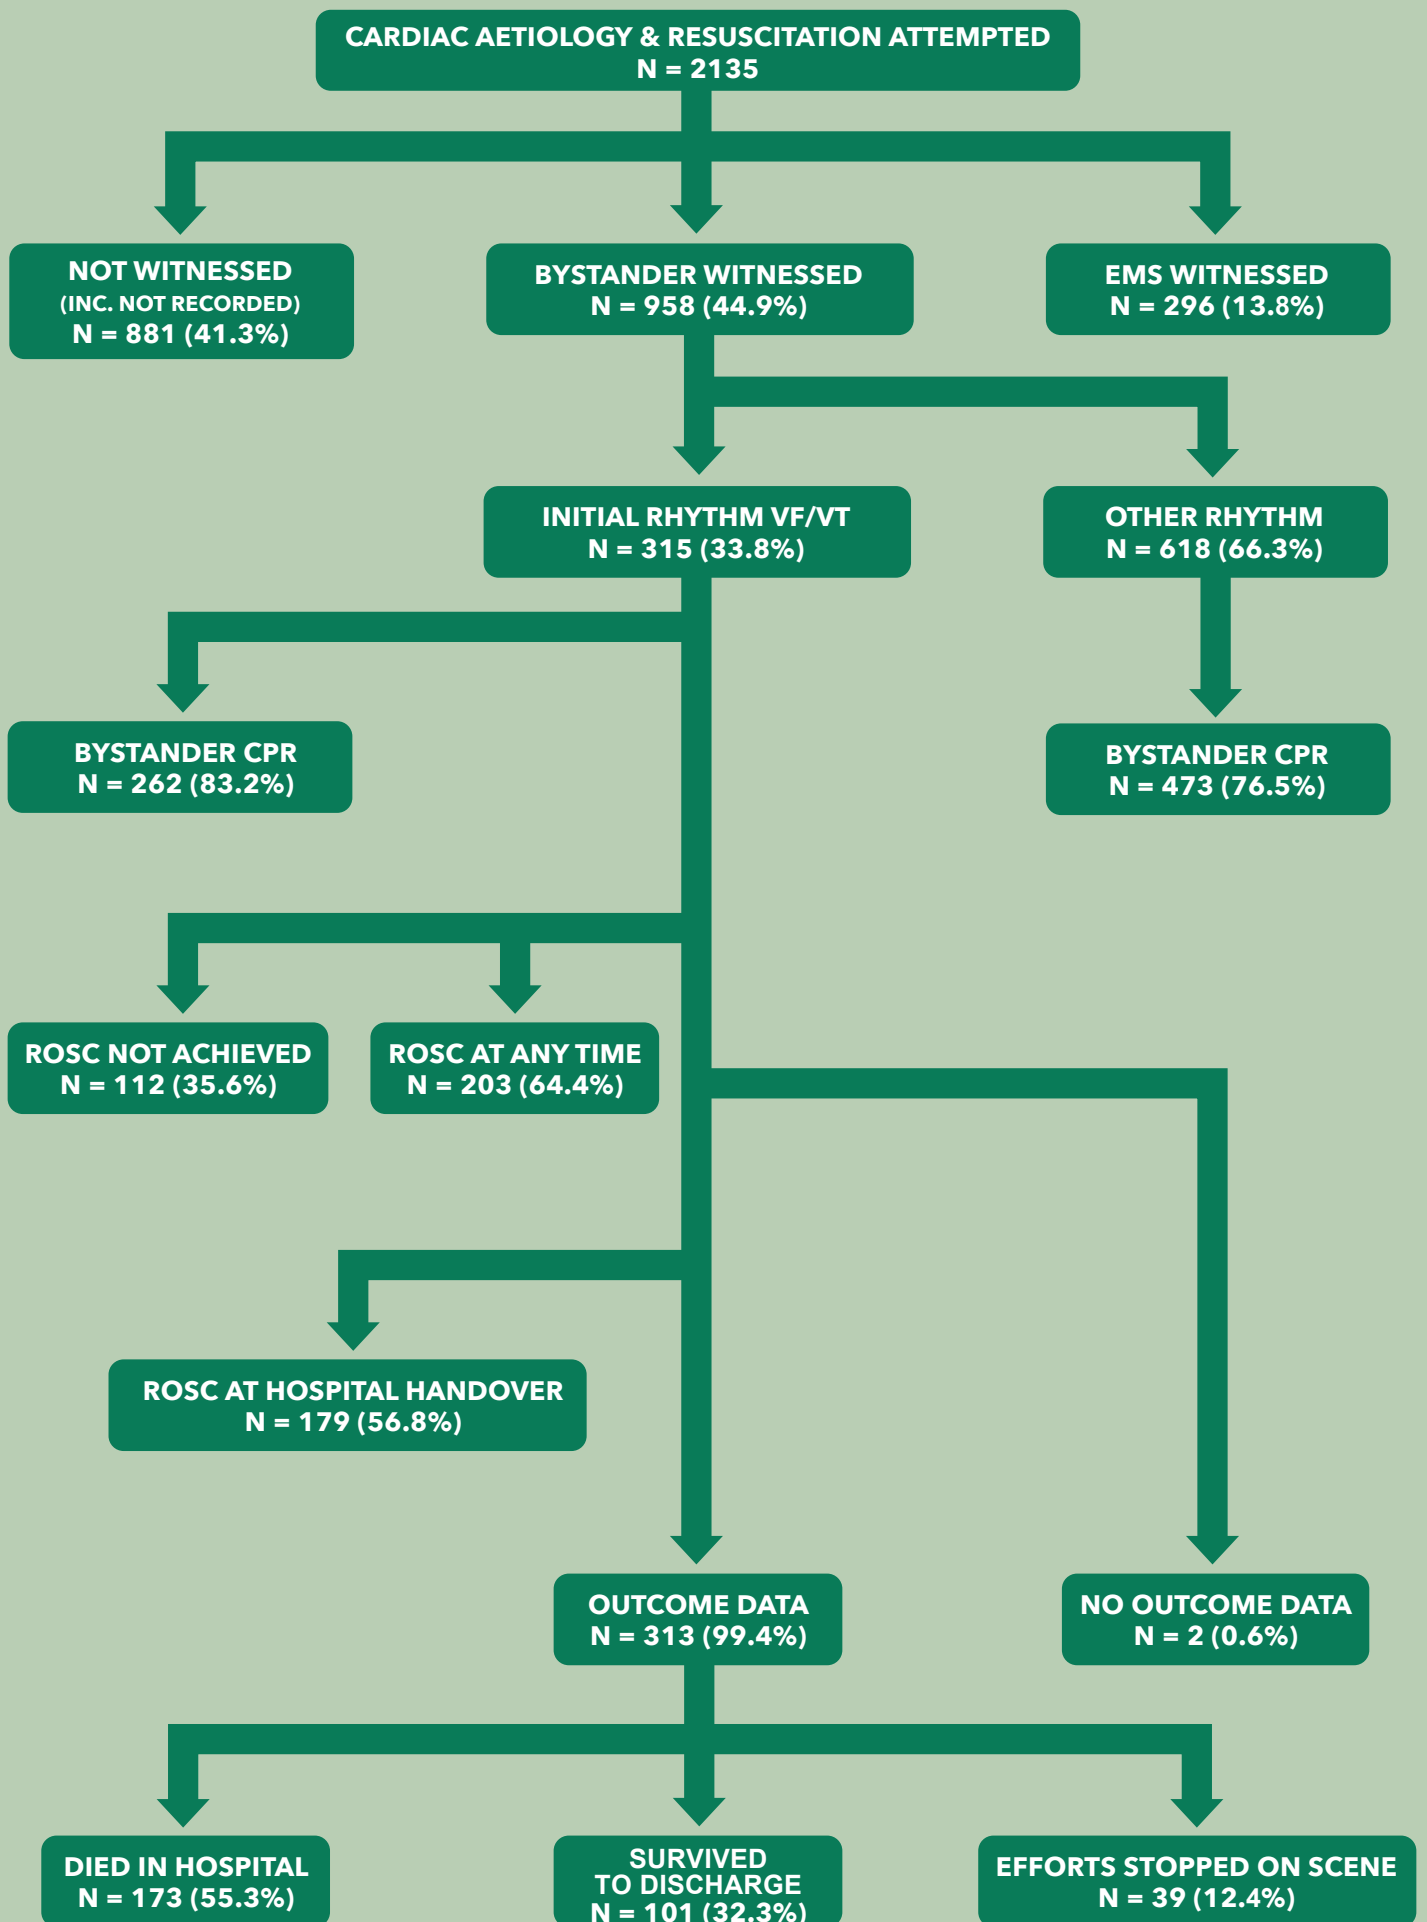 CARDIAC AETIOLOGY & RESUSCITATION ATTEMPTED
N = 2135
NOT WITNESSED
(INC. NOT RECORDED)
N = 881 (41.3%)
BYSTANDER WITNESSED
N = 958 (44.9%)
EMS WITNESSED
N = 296 (13.8%)
INITIAL RHYTHM VF/VT
N = 315 (33.8%)
OTHER RHYTHM
N = 618 (66.3%)
BYSTANDER CPR
N = 262 (83.2%)
BYSTANDER CPR
N = 473 (76.5%)
ROSC NOT ACHIEVED
N = 112 (35.6%)
ROSC AT ANY TIME
N = 203 (64.4%)
ROSC AT HOSPITAL HANDOVER
N = 179 (56.8%)
OUTCOME DATA
N = 313 (99.4%)
NO OUTCOME DATA
N = 2 (0.6%)
DIED IN HOSPITAL
N = 173 (55.3%)
SURVIVED
TO DISCHARGE
N = 101 (32.3%)
EFFORTS STOPPED ON SCENE
N = 39 (12.4%)